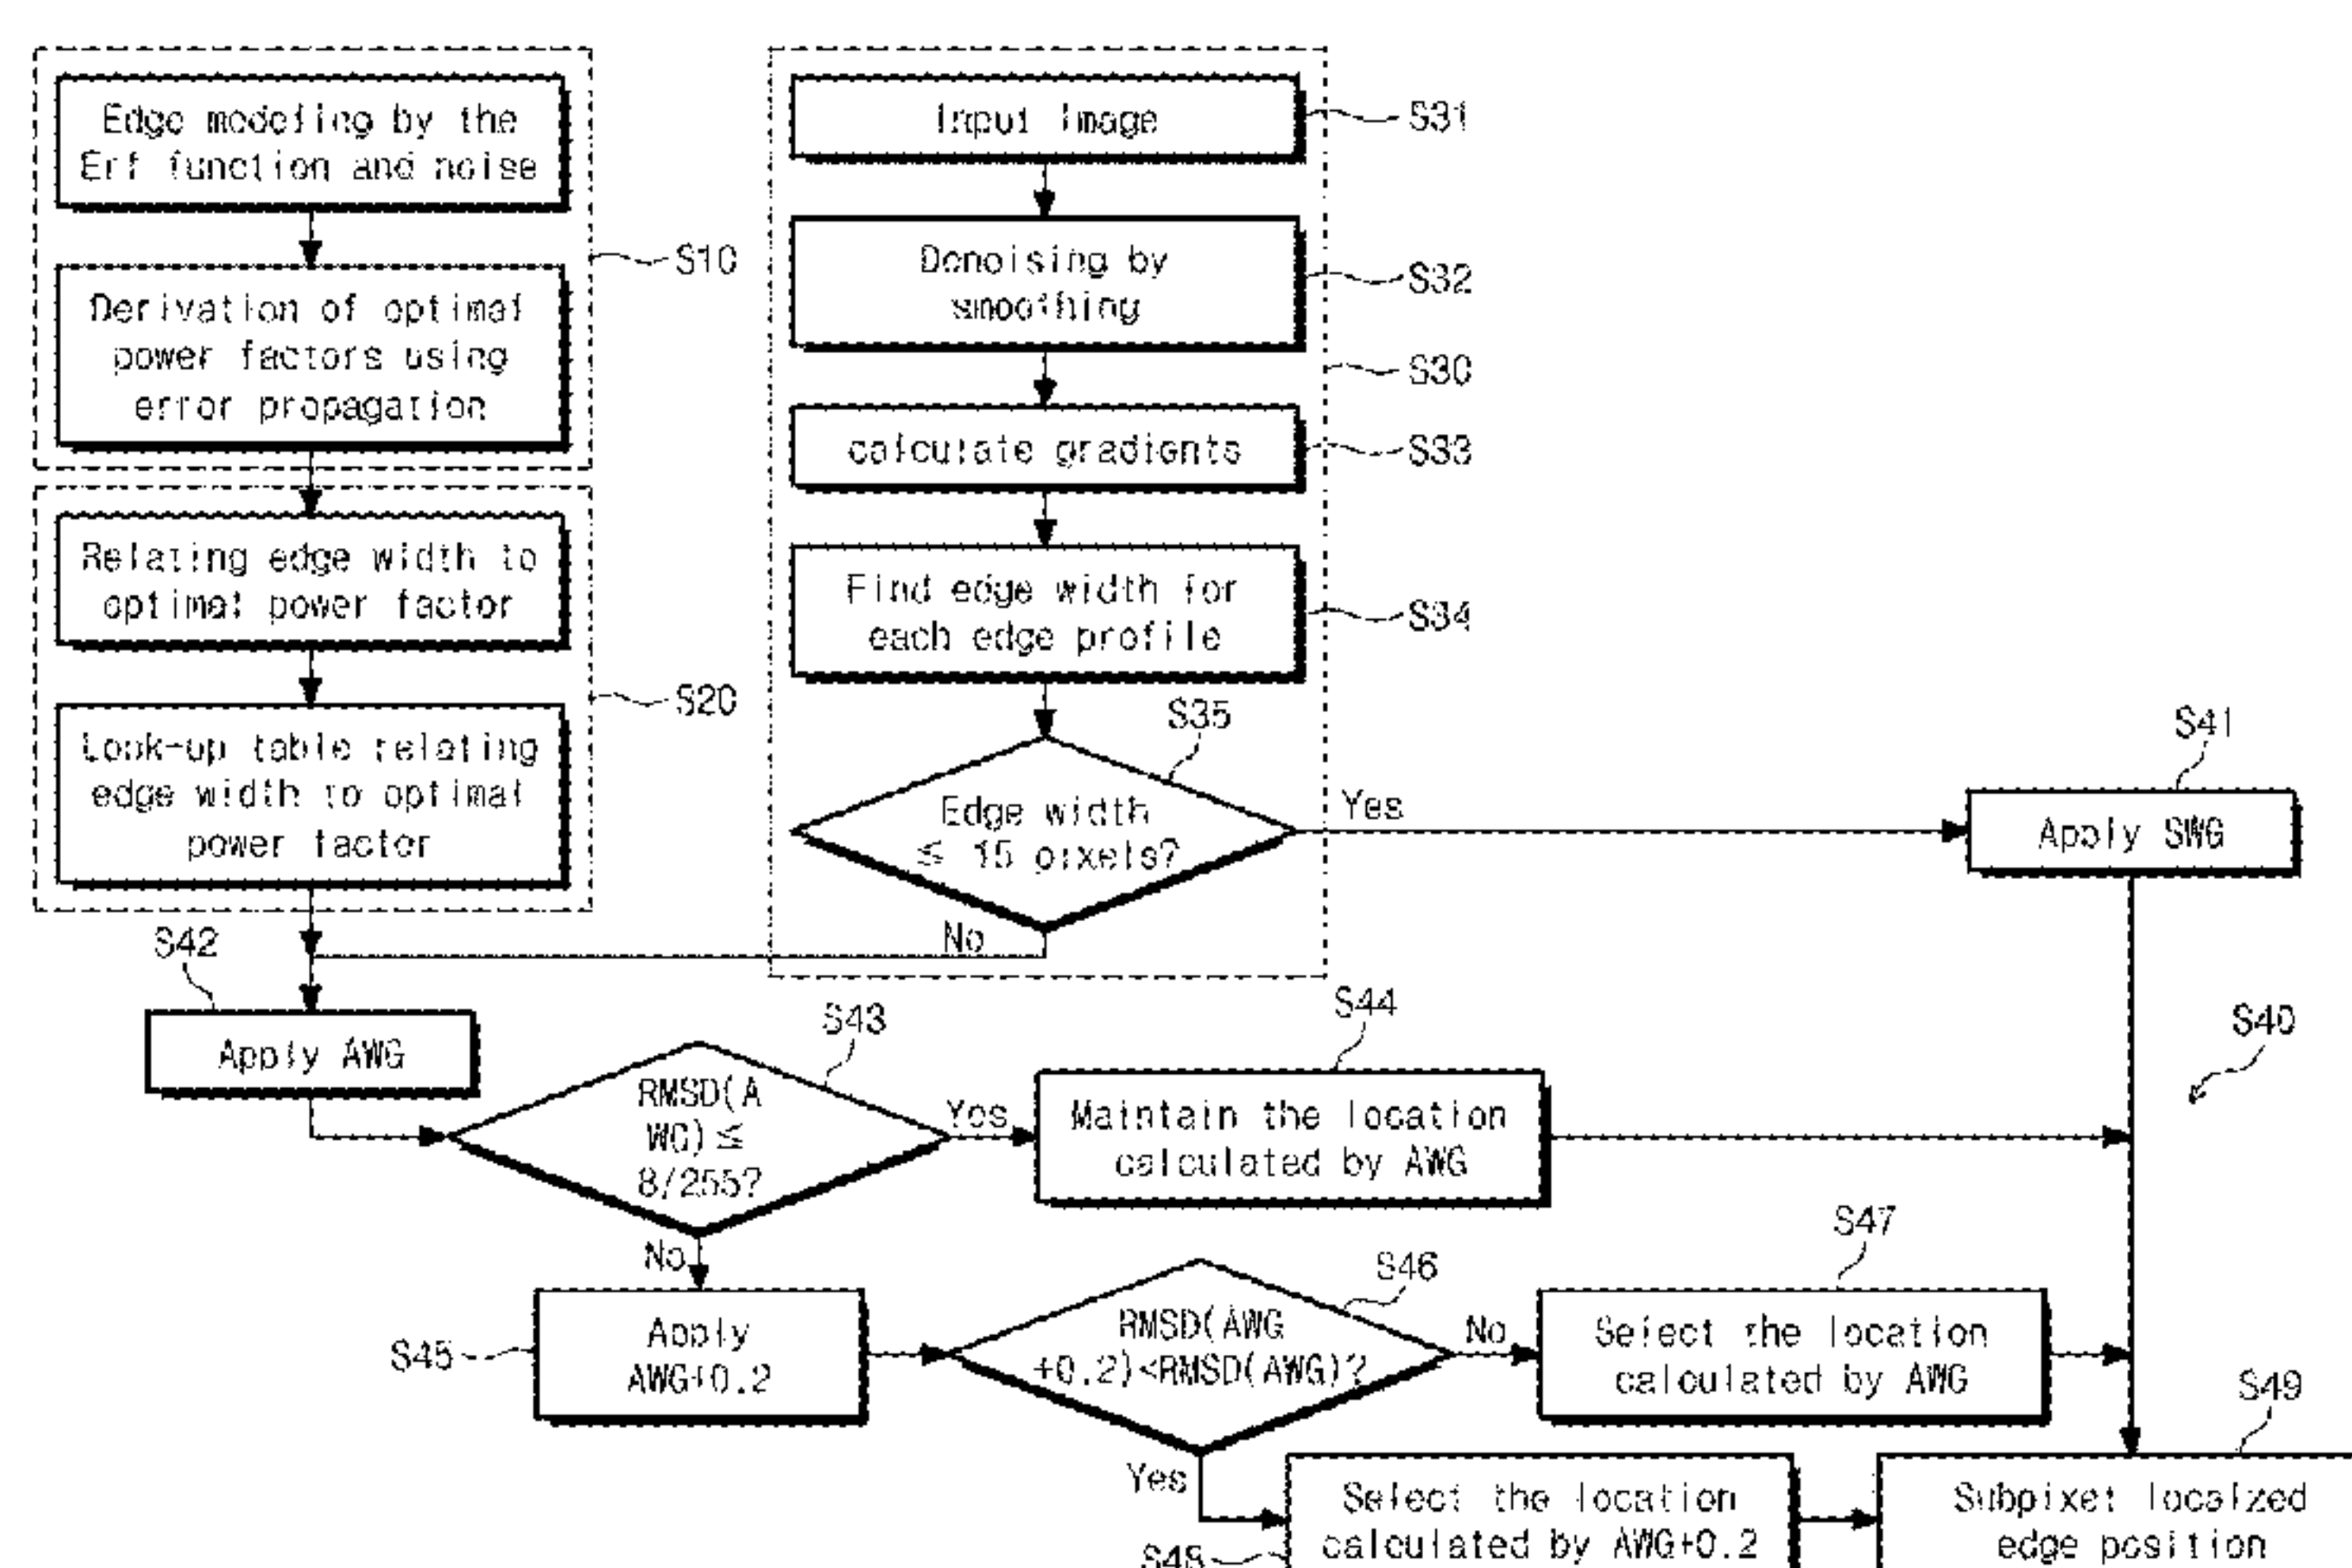 Edge modeling by the
Erf function and noise
Derivation of optimal
power factors using
error propagation
S10
Relating edge width to
optimal power factor
Look-up table relating
edge width to optimal
power factor
S20
Input Image
S31
Denoising by
smoothing
S32
S30
calculate gradients
S33
Find edge width for
each edge profile
S34
S35
Edge width
≤ 15 pixels?
Yes
No
S41
Apply SWG
S42
Apply AWG
S43
RMSD(A
WG)≤
8/255?
Yes
No
S44
Maintain the location
calculated by AWG
S40
S45
Apply
AWG+0.2
S46
RMSD(AWG
+0.2)<RMSD(AWG)?
No
Yes
S47
Select the location
calculated by AWG
S48
Select the location
calculated by AWG+0.2
S49
Subpixel localzed
edge position